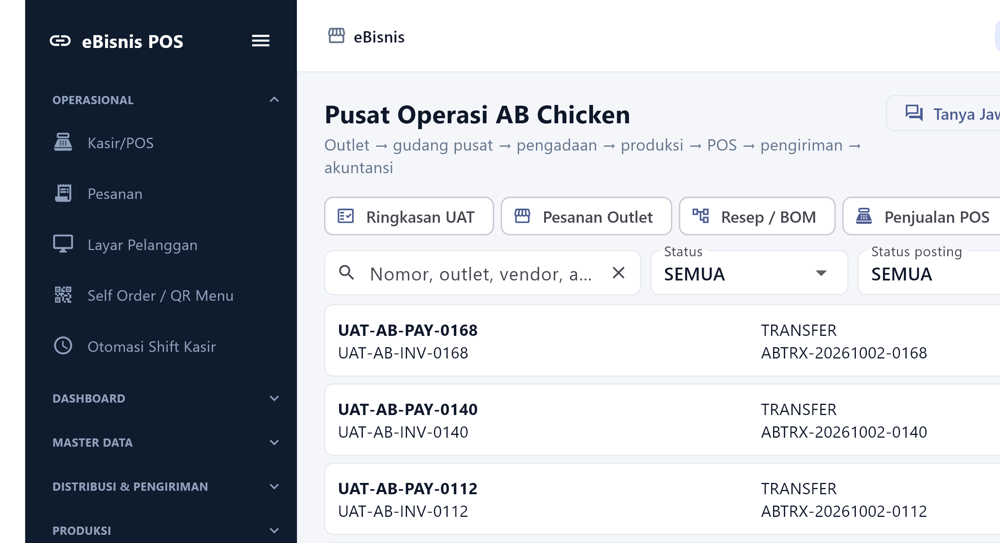 eBisnis POS
OPERASIONAL
Kasir/POS
Pesanan
Layar Pelanggan
Self Order / QR Menu
Otomasi Shift Kasir
DASHBOARD
MASTER DATA
DISTRIBUSI & PENGIRIMAN
PRODUKSI
eBisnis
Pusat Operasi AB Chicken
Tanya
Outlet → gudang pusat → pengadaan → produksi → POS → pengiriman →
akuntansi
Ringkasan UAT
Pesanan Outlet
Resep / BOM
Penjualan POS
Nomor, outlet, vendor, a...
Status
SEMUA
Status posting
SEMUA
UAT-AB-PAY-0168
UAT-AB-INV-0168
TRANSFER
ABTRX-20261002-0168
UAT-AB-PAY-0140
UAT-AB-INV-0140
TRANSFER
ABTRX-20261002-0140
UAT-AB-PAY-0112
UAT-AB-INV-0112
TRANSFER
ABTRX-20261002-0112